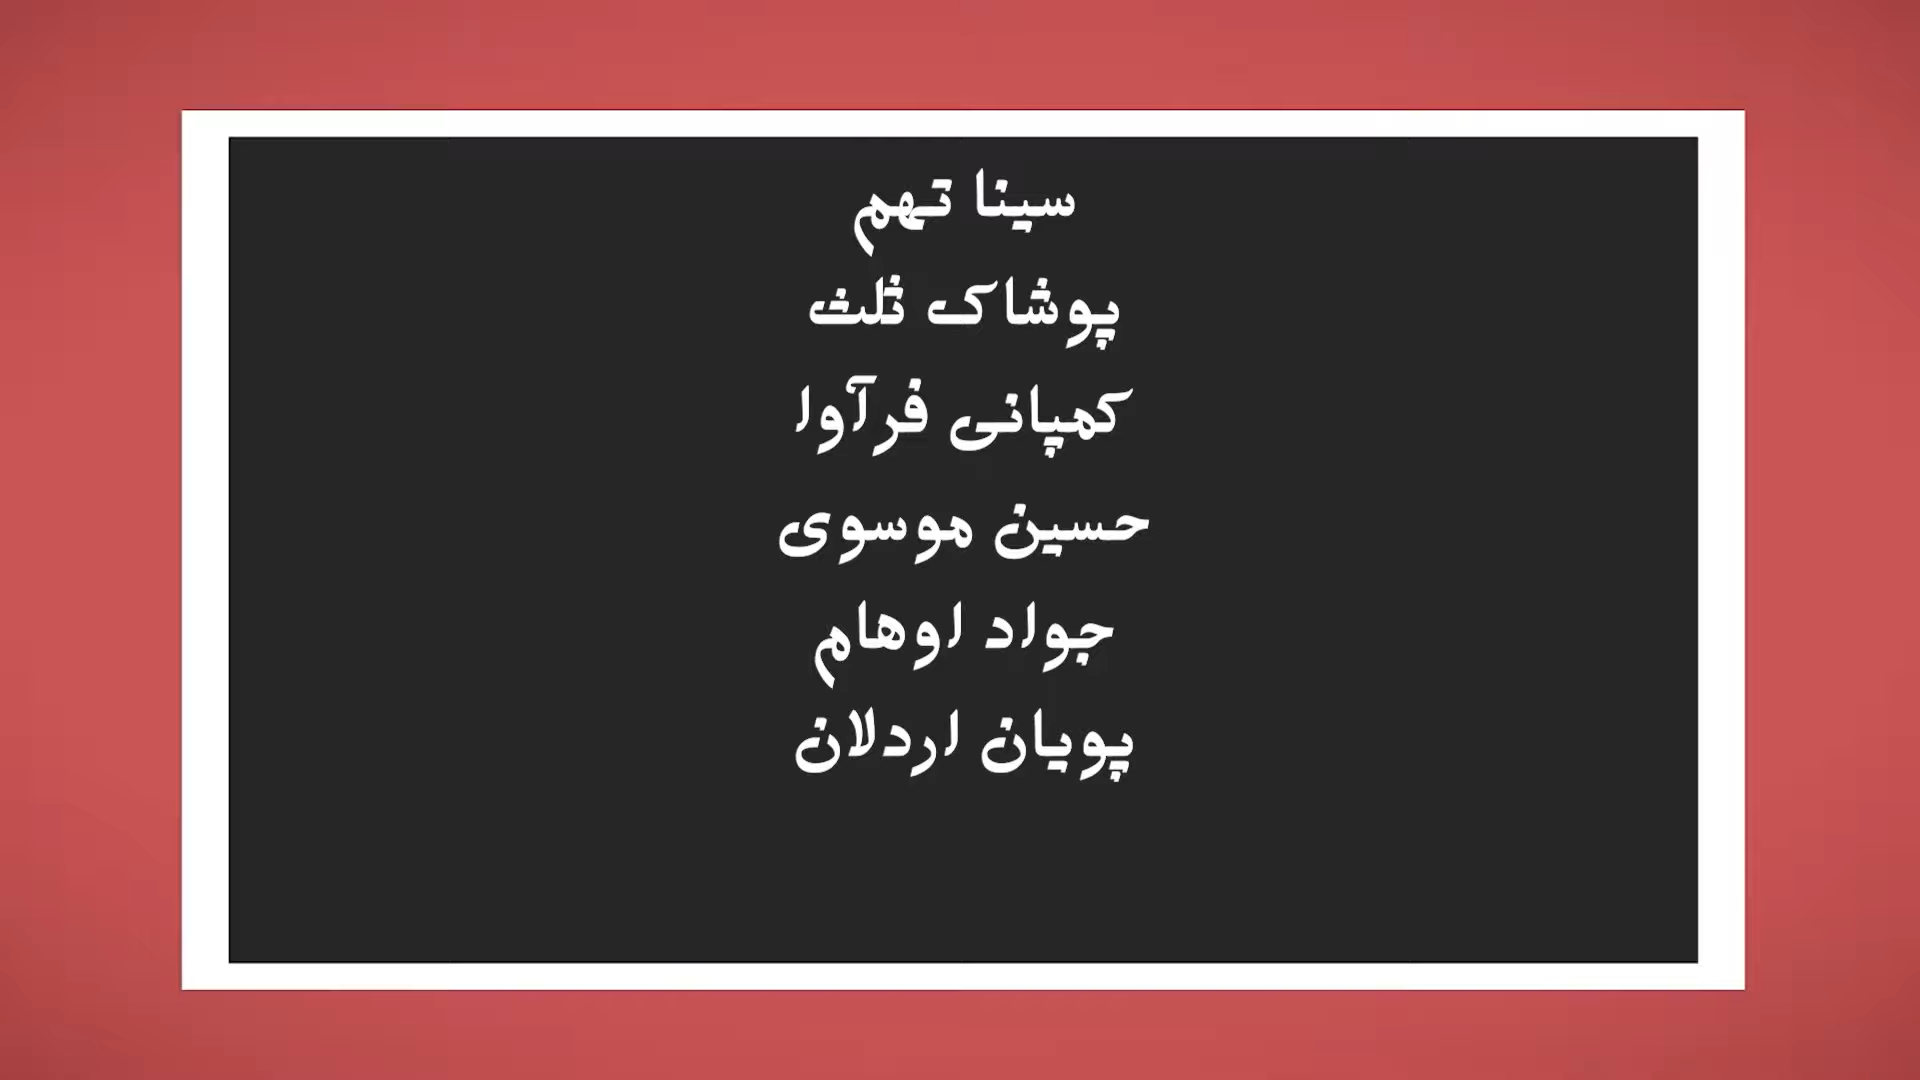 سینا تهم
پوشاک ثلث
کمپانی فرآوا
حسین موسوی
جواد اوهام
پویان اردلان